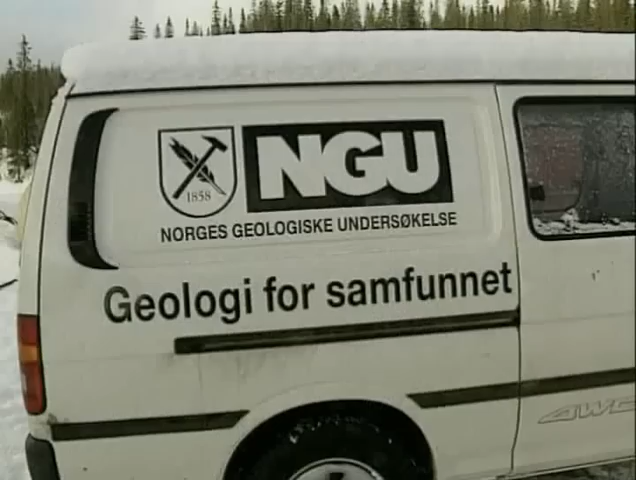 NGU
1858
NORGES GEOLOGISKE UNDERSØKELSE
Geologi for samfunnet
4WD